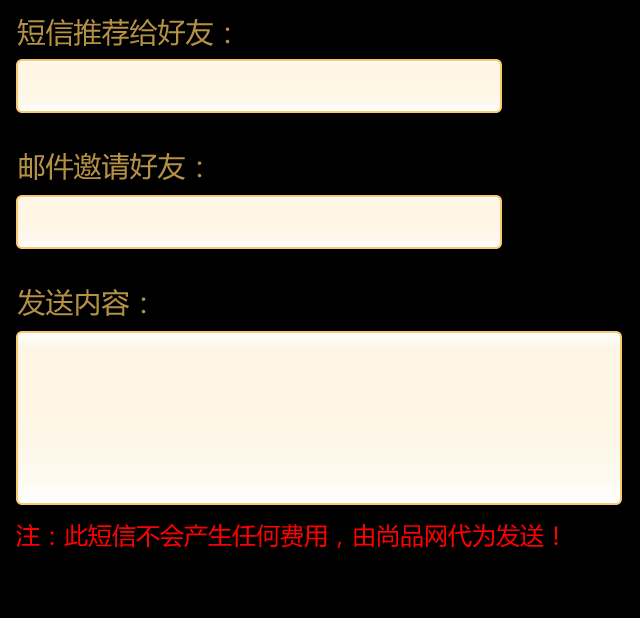 短信推荐给好友：
邮件邀请好友：
发送内容：
注：此短信不会产生任何费用，由尚品网代为发送！